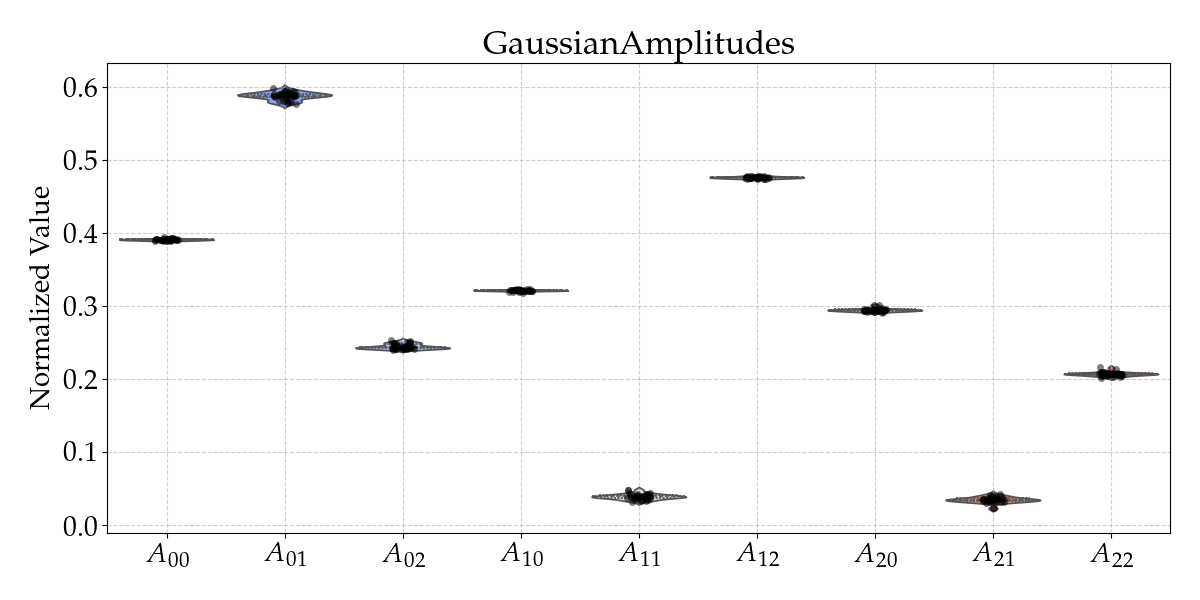 GaussianAmplitudes
Normalized Value
0.6
0.5
0.4
0.3
0.2
0.1
0.0
A₀₀ A₀₁ A₀₂ A₁₀ A₁₁ A₁₂ A₂₀ A₂₁ A₂₂